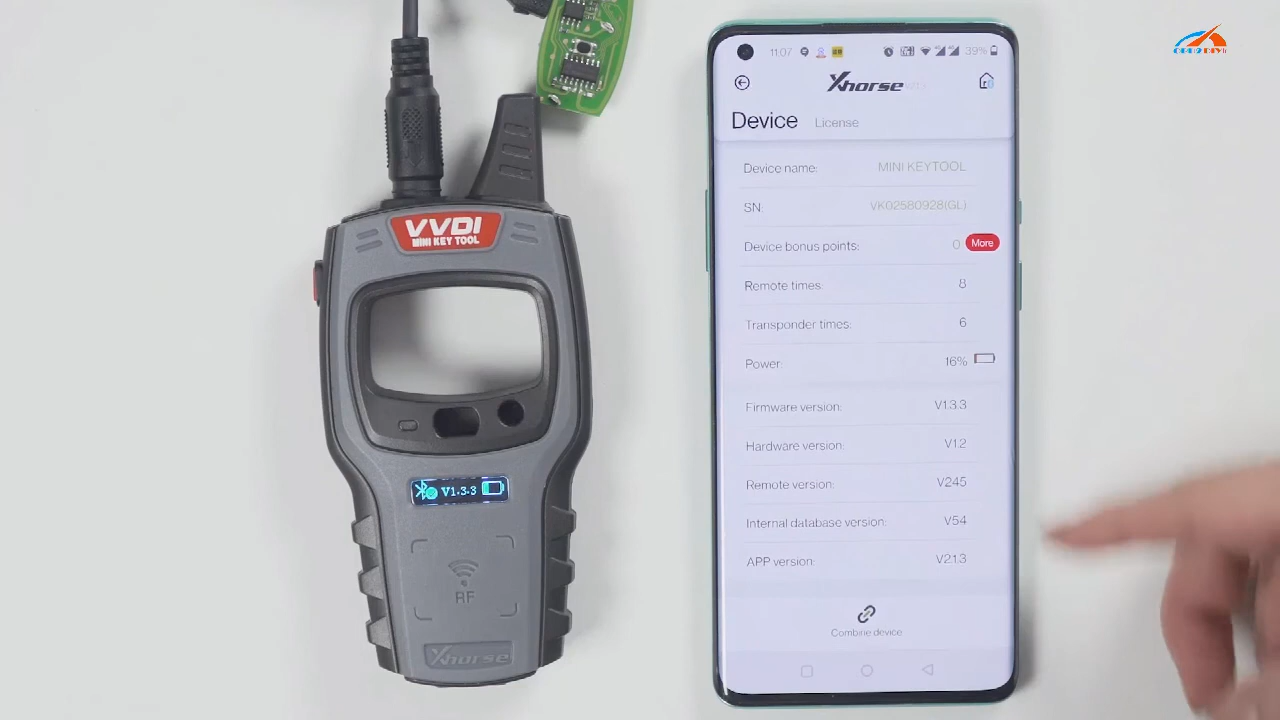 VVDI
MINI KEY TOOL
V1.3.3
RF
Xhorse
11:07
39%
Xhorse
Device
License
Device name:
MINI KEYTOOL
SN:
VK02580928(GL)
Device bonus points:
0
More
Remote times:
8
Transponder times:
6
Power:
16%
Firmware version:
V1.3.3
Hardware version:
V1.2
Remote version:
V245
Internal database version:
V54
APP version:
V2.1.3
Combine device